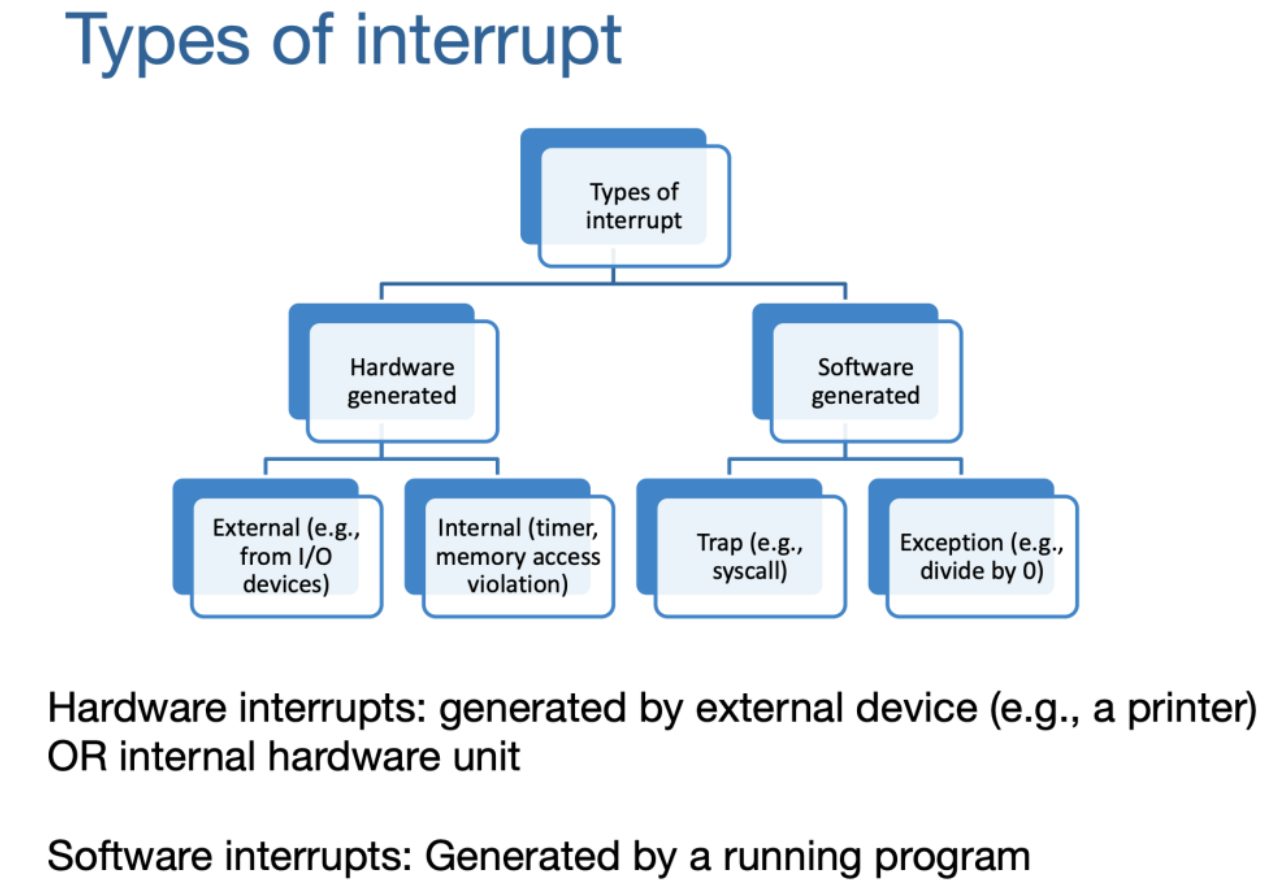 Types of interrupt
Types of
interrupt
Hardware
generated
Software
generated
External (e.g.,
from I/O
devices)
Internal (timer,
memory access
violation)
Trap (e.g.,
syscall)
Exception (e.g.,
divide by 0)
Hardware interrupts: generated by external device (e.g., a printer)
OR internal hardware unit
Software interrupts: Generated by a running program